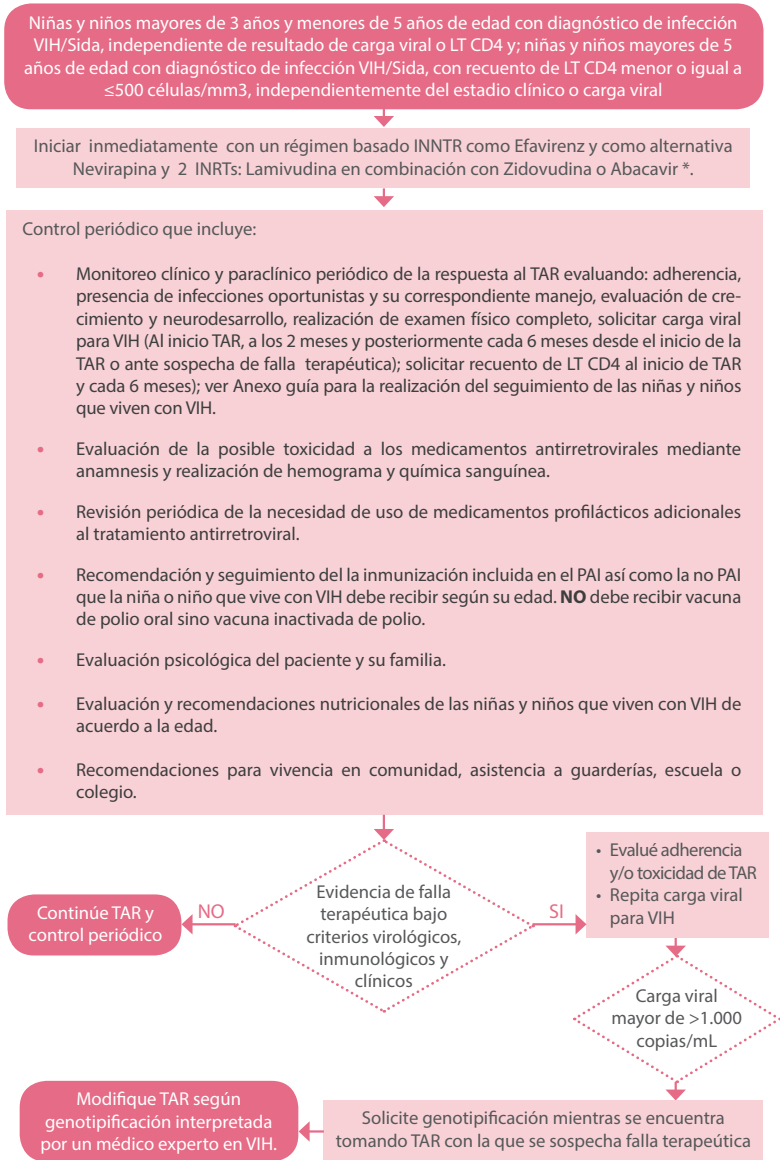 Niñas y niños mayores de 3 años y menores de 5 años de edad con diagnóstico de infección
VIH/Sida, independiente de resultado de carga viral o LT CD4 y; niñas y niños mayores de 5
años de edad con diagnóstico de infección VIH/Sida, con recuento de LT CD4 menor o igual a
≤500 células/mm3, independientemente del estadio clínico o carga viral
Iniciar inmediatamente con un régimen basado INNTR como Efavirenz y como alternativa
Nevirapina y 2 INRTs: Lamivudina en combinación con Zidovudina o Abacavir *.
Control periódico que incluye:
• Monitoreo clínico y paraclínico periódico de la respuesta al TAR evaluando: adherencia,
presencia de infecciones oportunistas y su correspondiente manejo, evaluación de cre-
cimiento y neurodesarrollo, realización de examen físico completo, solicitar carga viral
para VIH (Al inicio TAR, a los 2 meses y posteriormente cada 6 meses desde el inicio de la
TAR o ante sospecha de falla terapéutica); solicitar recuento de LT CD4 al inicio de TAR
y cada 6 meses); ver Anexo guía para la realización del seguimiento de las niñas y niños
que viven con VIH.
• Evaluación de la posible toxicidad a los medicamentos antirretrovirales mediante
anamnesis y realización de hemograma y química sanguínea.
• Revisión periódica de la necesidad de uso de medicamentos profilácticos adicionales
al tratamiento antirretroviral.
• Recomendación y seguimiento del la inmunización incluida en el PAI así como la no PAI
que la niña o niño que vive con VIH debe recibir según su edad. NO debe recibir vacuna
de polio oral sino vacuna inactivada de polio.
• Evaluación psicológica del paciente y su familia.
• Evaluación y recomendaciones nutricionales de las niñas y niños que viven con VIH de
acuerdo a la edad.
• Recomendaciones para vivencia en comunidad, asistencia a guarderías, escuela o
colegio.
Evidencia de falla
terapéutica bajo
criterios virológicos,
inmunológicos y
clínicos
NO
Continúe TAR y
control periódico
SI
• Evalué adherencia
y/o toxicidad de TAR
• Repita carga viral
para VIH
Carga viral
mayor de >1.000
copias/mL
Solicite genotipificación mientras se encuentra
tomando TAR con la que se sospecha falla terapéutica
Modifique TAR según
genotipificación interpretada
por un médico experto en VIH.